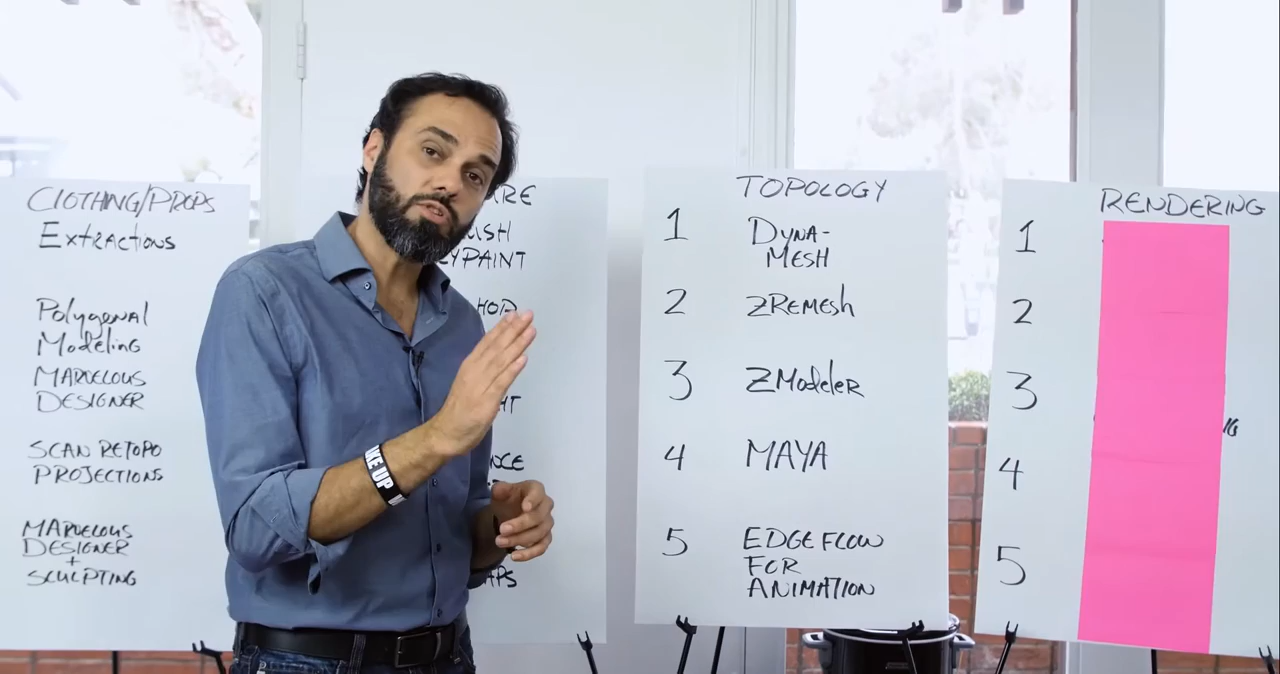 CLOTHING/PROPS
Extractions
Polygonal
Modeling
MARVELOUS
DESIGNER
SCAN RETOPO
PROJECTIONS
MARVELOUS
DESIGNER
+
SCULPTING
TOPOLOGY
1 DYNA-
MESH
2 ZREMESH
3 ZModeler
4 MAYA
5 EDGE FLOW
FOR
ANIMATION
RENDERING
1
2
3
4
5